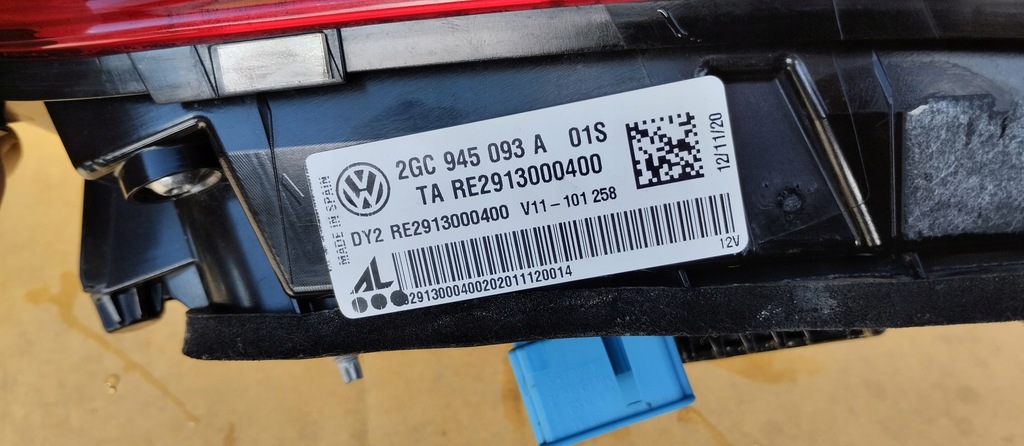 2GC 945 093 A 01S
TA RE2913000400
DY2 RE2913000400 V11-101 258
MADE IN SPAIN
12/11/20
12V
AL
2913000400202011120014